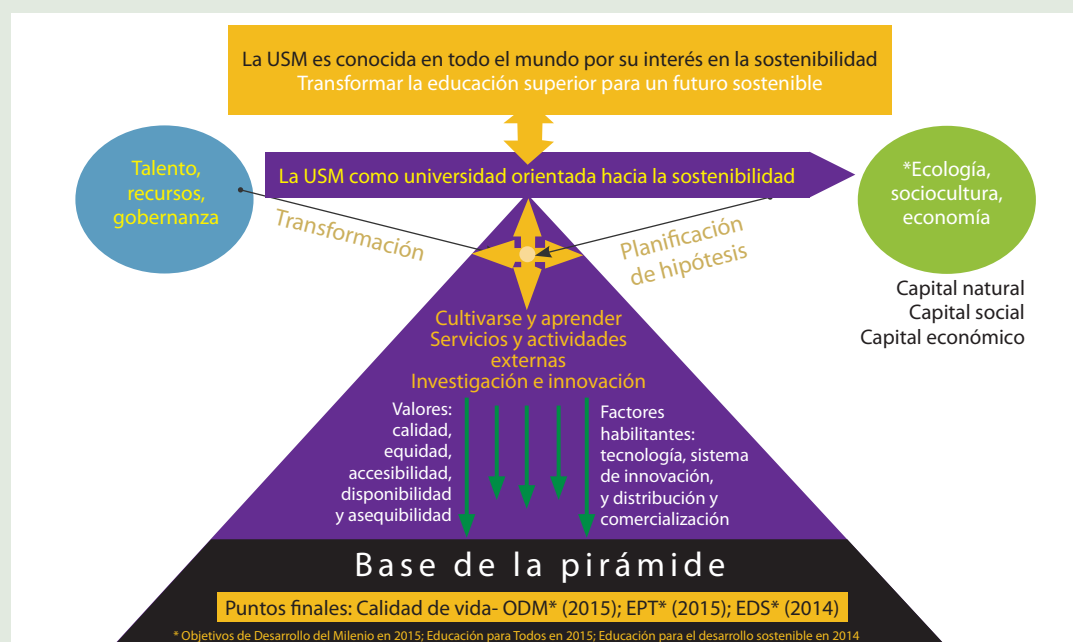 La USM es conocida en todo el mundo por su interés en la sostenibilidad
Transformar la educación superior para un futuro sostenible
Talento,
recursos,
gobernanza
La USM como universidad orientada hacia la sostenibilidad
*Ecología,
sociocultura,
economía
Transformación
Planificación
de hipótesis
Capital natural
Capital social
Capital económico
Cultivarse y aprender
Servicios y actividades
externas
Investigación e innovación
Valores:
calidad,
equidad,
accesibilidad,
disponibilidad
y asequibilidad
Factores
habilitantes:
tecnología, sistema
de innovación,
y distribución y
comercialización
Base de la pirámide
Puntos finales: Calidad de vida- ODM* (2015); EPT* (2015); EDS* (2014)
* Objetivos de Desarrollo del Milenio en 2015; Educación para Todos en 2015; Educación para el desarrollo sostenible en 2014